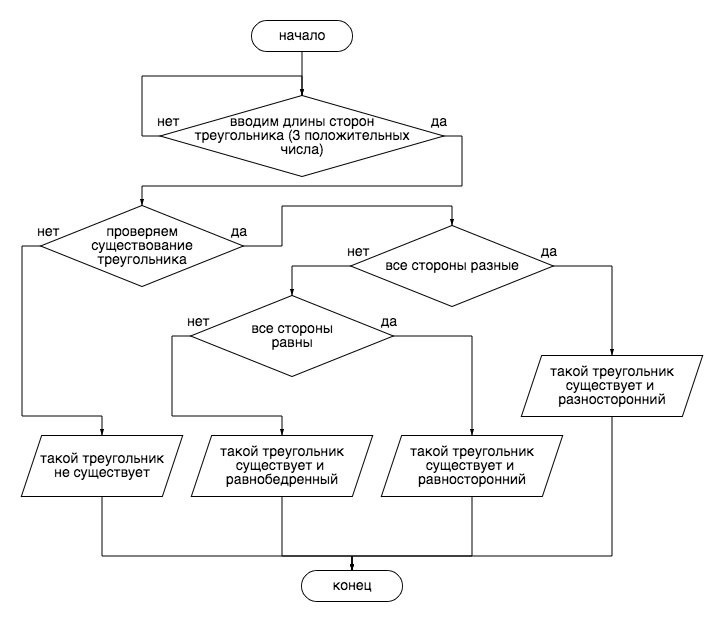 начало
нет
вводим длины сторон
треугольника (3 положительных
числа)
да
нет
проверяем
существование
треугольника
да
нет
все стороны разные
да
нет
все стороны
равны
да
такой треугольник
существует и
разносторонний
такой треугольник
не существует
такой треугольник
существует и
равнобедренный
такой треугольник
существует и
равносторонний
конец